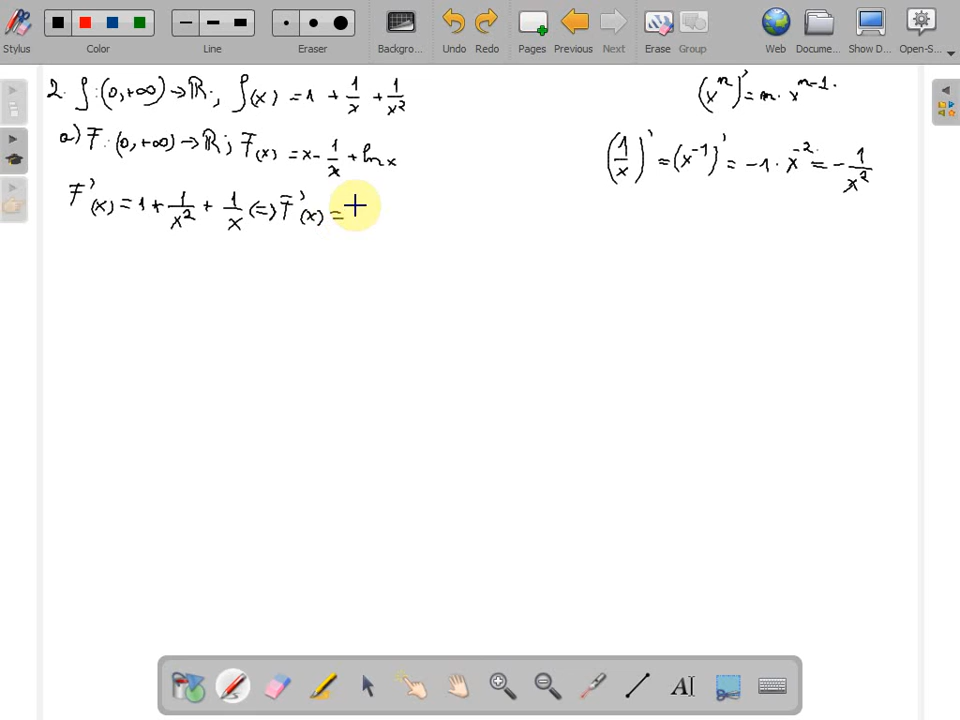 Stylus
Color
Line
Eraser
Backgro...
Undo
Redo
Pages
Previous
Next
Erase
Group
Web
Docume...
Show D...
Open-S...
2. f : (0,+∞) → ℝ ; f(x) = 1 + 1/x + 1/x²
(xⁿ)' = n · xⁿ⁻¹
a) F : (0,+∞) → ℝ ; F(x) = x - 1/x + ln x
(1/x)' = (x⁻¹)' = -1 · x⁻² = - 1/x²
F'(x) = 1 + 1/x² + 1/x (=) F'(x) =